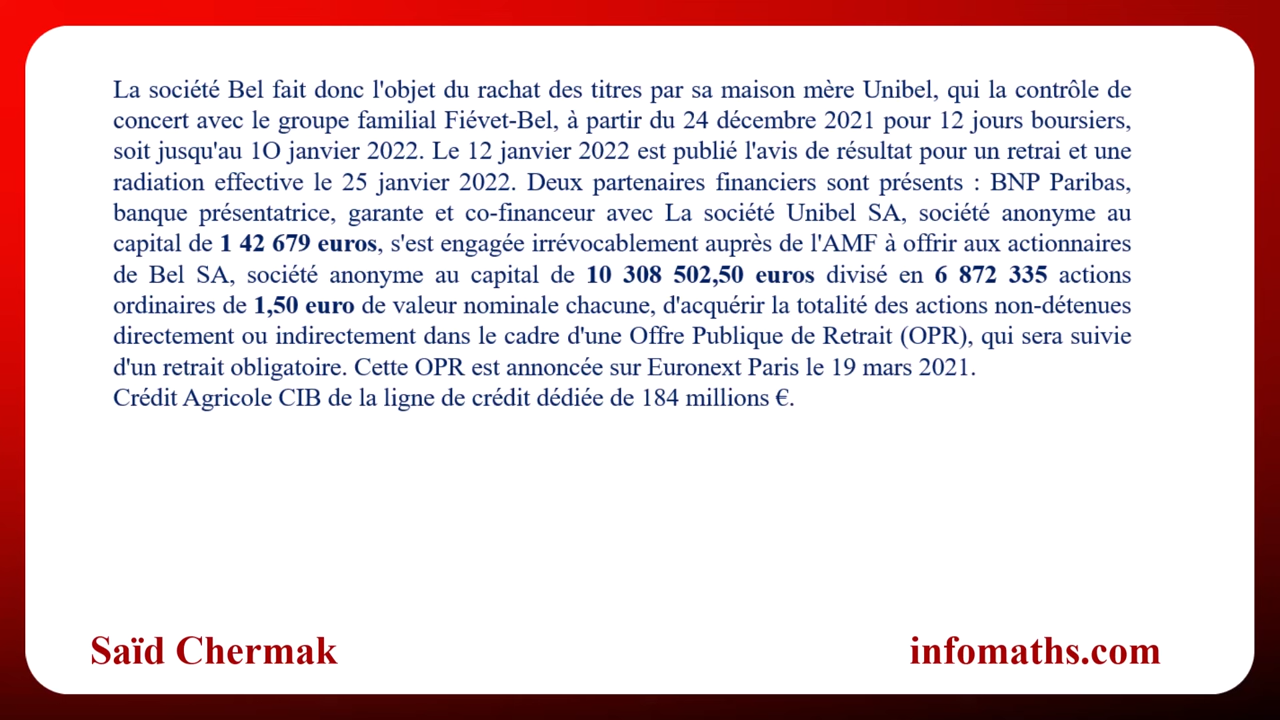 La société Bel fait donc l'objet du rachat des titres par sa maison mère Unibel, qui la contrôle de
concert avec le groupe familial Fiévet-Bel, à partir du 24 décembre 2021 pour 12 jours boursiers,
soit jusqu'au 1O janvier 2022. Le 12 janvier 2022 est publié l'avis de résultat pour un retrai et une
radiation effective le 25 janvier 2022. Deux partenaires financiers sont présents : BNP Paribas,
banque présentatrice, garante et co-financeur avec La société Unibel SA, société anonyme au
capital de 1 42 679 euros, s'est engagée irrévocablement auprès de l'AMF à offrir aux actionnaires
de Bel SA, société anonyme au capital de 10 308 502,50 euros divisé en 6 872 335 actions
ordinaires de 1,50 euro de valeur nominale chacune, d'acquérir la totalité des actions non-détenues
directement ou indirectement dans le cadre d'une Offre Publique de Retrait (OPR), qui sera suivie
d'un retrait obligatoire. Cette OPR est annoncée sur Euronext Paris le 19 mars 2021.
Crédit Agricole CIB de la ligne de crédit dédiée de 184 millions €.
Saïd Chermak
infomaths.com